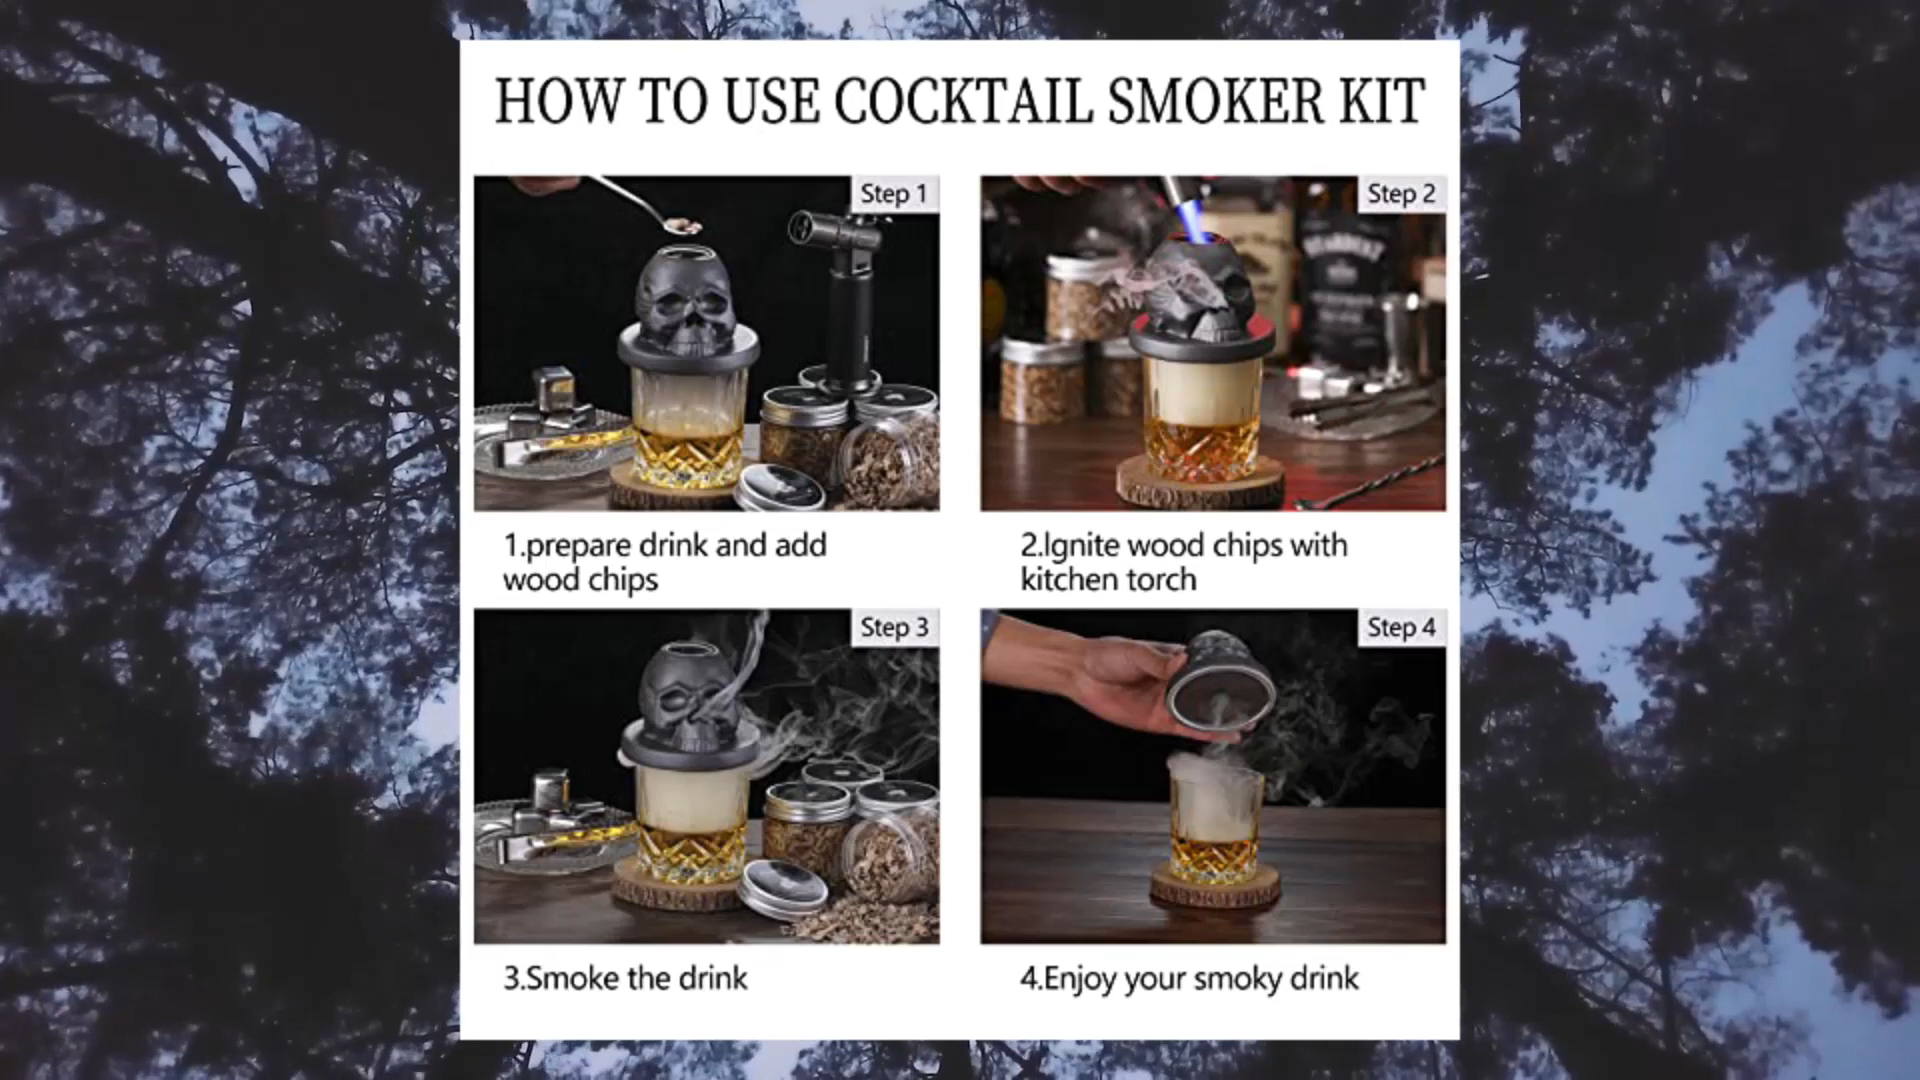 HOW TO USE COCKTAIL SMOKER KIT
Step 1
Step 2
1.prepare drink and add
wood chips
2.Ignite wood chips with
kitchen torch
Step 3
Step 4
3.Smoke the drink
4.Enjoy your smoky drink